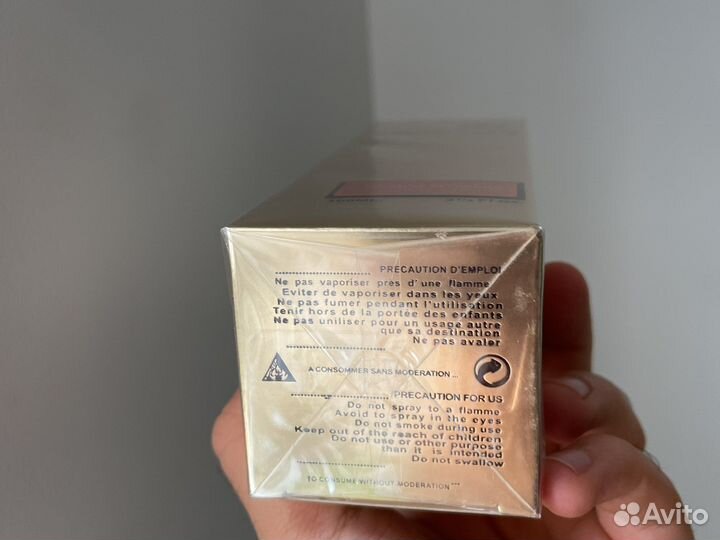 100ML.
PRECAUTION D'EMPLOI
Ne pas vaporiser près d'une flamme
Eviter de vaporiser dans les yeux
Ne pas fumer pendant l'utilisation
Tenir hors de la portée des enfants
Ne pas uniliser pour un usage autre
que sa destination
Ne pas avaler
A CONSOMMER SANS MODERATION ...
PRECAUTION FOR US
Do not spray to a flamme
Avoid to spray in the eyes
Do not smoke during use
Keep out of the reach of children
Do not use or other purpose
than it is intended
Do not swallow
TO CONSUME WITHOUT MODERATION***
Avito